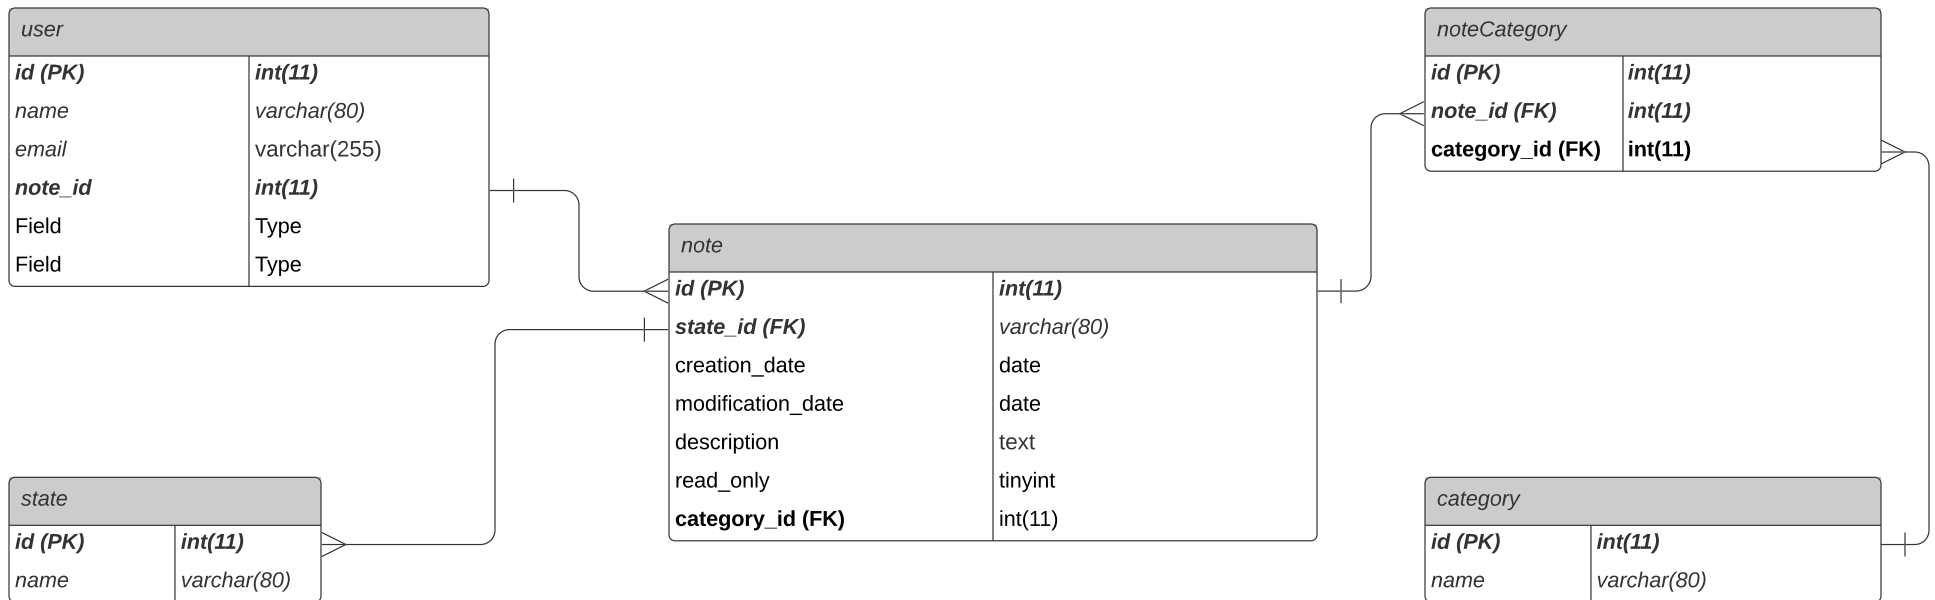 user
id (PK) int(11)
name varchar(80)
email varchar(255)
note_id int(11)
Field Type
Field Type
note
id (PK) int(11)
state_id (FK) varchar(80)
creation_date date
modification_date date
description text
read_only tinyint
category_id (FK) int(11)
noteCategory
id (PK) int(11)
note_id (FK) int(11)
category_id (FK) int(11)
state
id (PK) int(11)
name varchar(80)
category
id (PK) int(11)
name varchar(80)